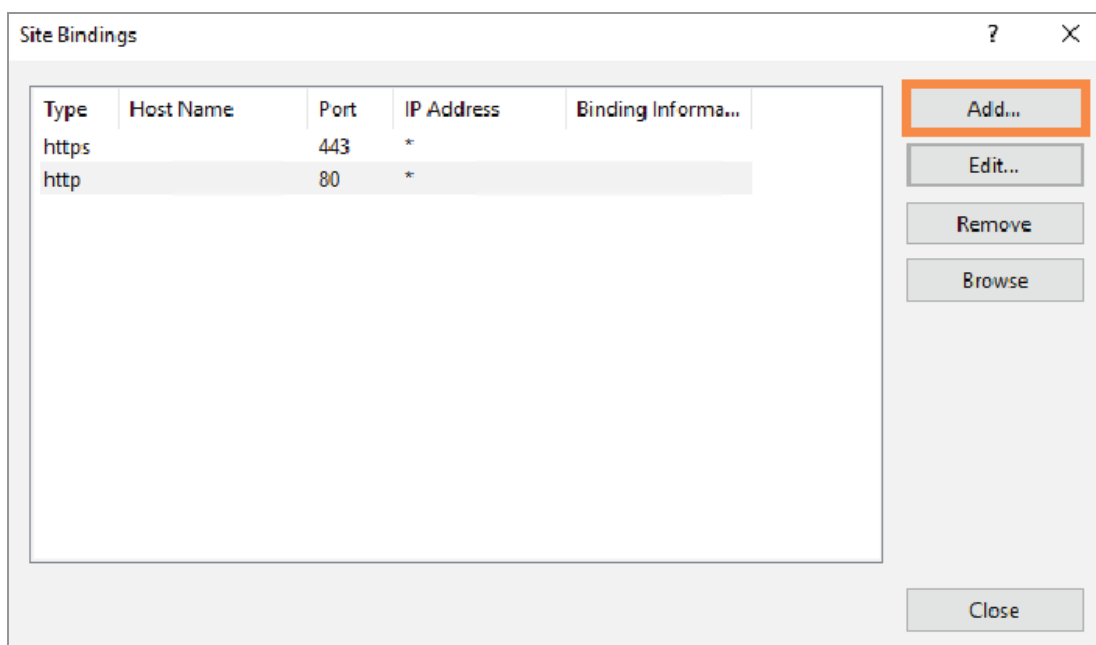 Site Bindings ? ×
Type Host Name Port IP Address Binding Informa... Add...
https 443 *
Edit...
http 80 *
Remove
Browse
Close